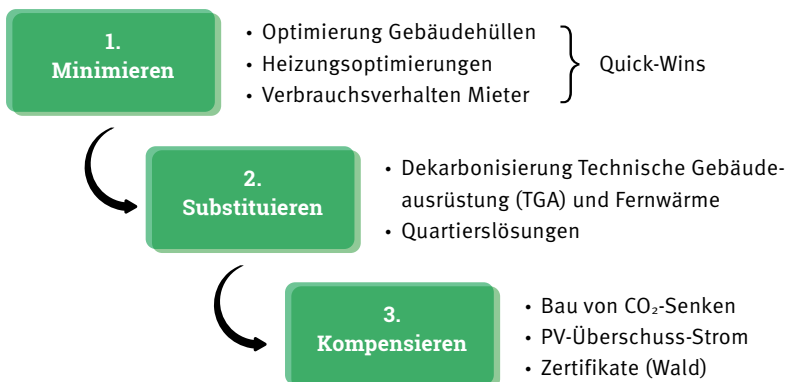 1.
Minimieren
• Optimierung Gebäudehüllen
• Heizungsoptimierungen
• Verbrauchsverhalten Mieter
Quick-Wins
2.
Substituieren
• Dekarbonisierung Technische Gebäude-
ausrüstung (TGA) und Fernwärme
• Quartierslösungen
3.
Kompensieren
• Bau von CO₂-Senken
• PV-Überschuss-Strom
• Zertifikate (Wald)